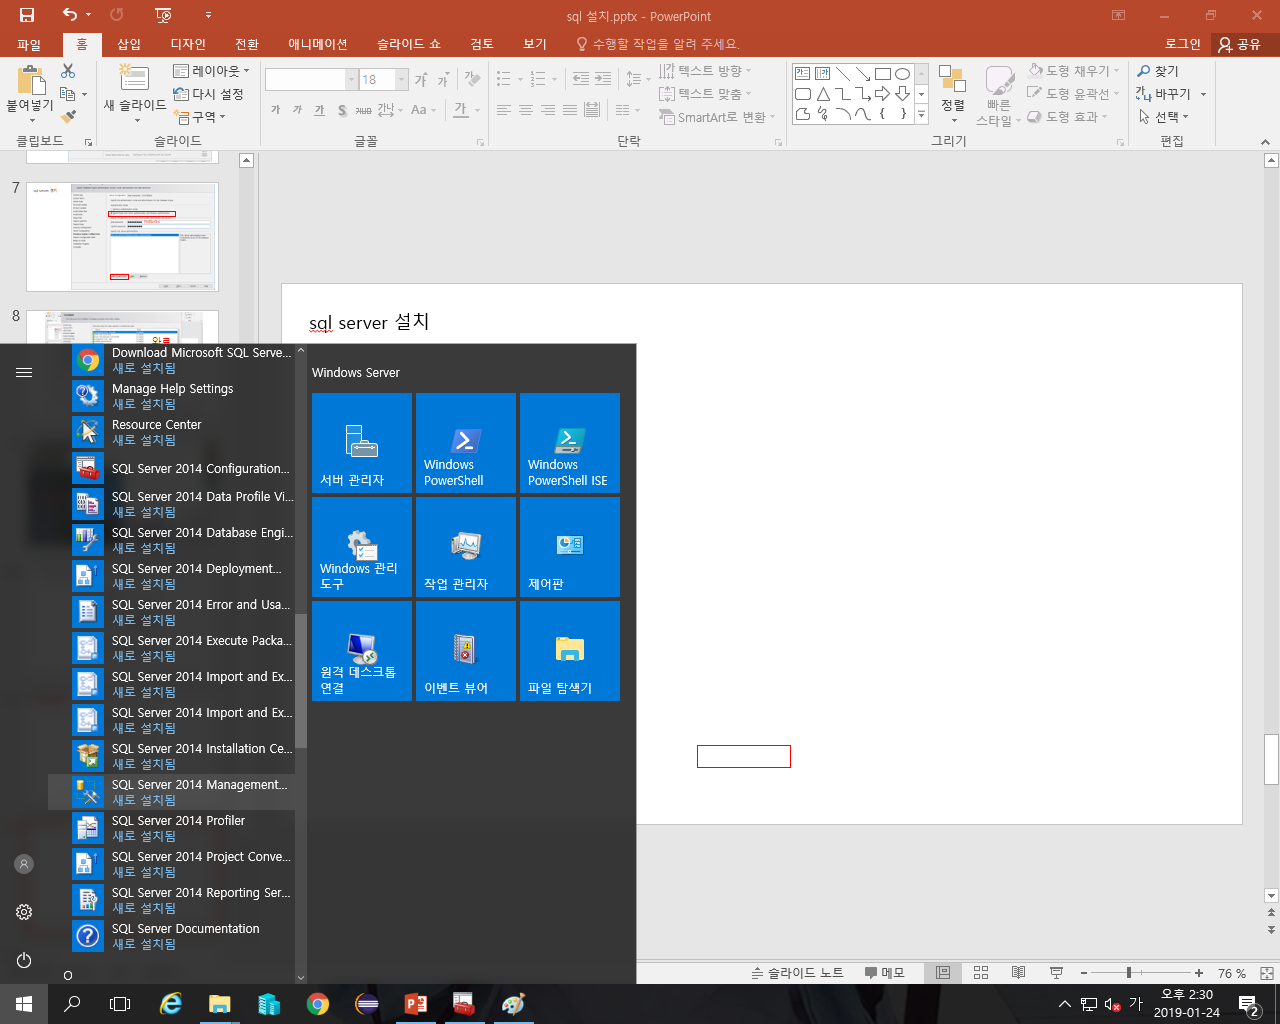 sql 설치.pptx - PowerPoint
파일 홈 삽입 디자인 전환 애니메이션 슬라이드 쇼 검토 보기 수행할 작업을 알려 주세요. 로그인 공유
붙여넣기
새 슬라이드
레이아웃
다시 설정
구역
18
가 가 가 S 간 Aa 가
텍스트 방향
텍스트 맞춤
SmartArt로 변환
정렬
빠른
스타일
도형 채우기
도형 윤곽선
도형 효과
찾기
바꾸기
선택
클립보드 슬라이드 글꼴 단락 그리기 편집
7
sql server 설치
8
sql server 설치
Download Microsoft SQL Serve...
새로 설치됨
Manage Help Settings
새로 설치됨
Resource Center
새로 설치됨
SQL Server 2014 Configuration...
SQL Server 2014 Data Profile Vi...
새로 설치됨
SQL Server 2014 Database Engi...
새로 설치됨
SQL Server 2014 Deployment...
새로 설치됨
SQL Server 2014 Error and Usa...
새로 설치됨
SQL Server 2014 Execute Packa...
새로 설치됨
SQL Server 2014 Import and Ex...
새로 설치됨
SQL Server 2014 Import and Ex...
새로 설치됨
SQL Server 2014 Installation Ce...
새로 설치됨
SQL Server 2014 Management...
새로 설치됨
SQL Server 2014 Profiler
새로 설치됨
SQL Server 2014 Project Conve...
새로 설치됨
SQL Server 2014 Reporting Ser...
새로 설치됨
SQL Server Documentation
새로 설치됨
O
Windows Server
서버 관리자
Windows PowerShell
Windows PowerShell ISE
Windows 관리 도구
작업 관리자
제어판
원격 데스크톱 연결
이벤트 뷰어
파일 탐색기
슬라이드 노트 메모 76 %
가 오후 2:30
2019-01-24
2